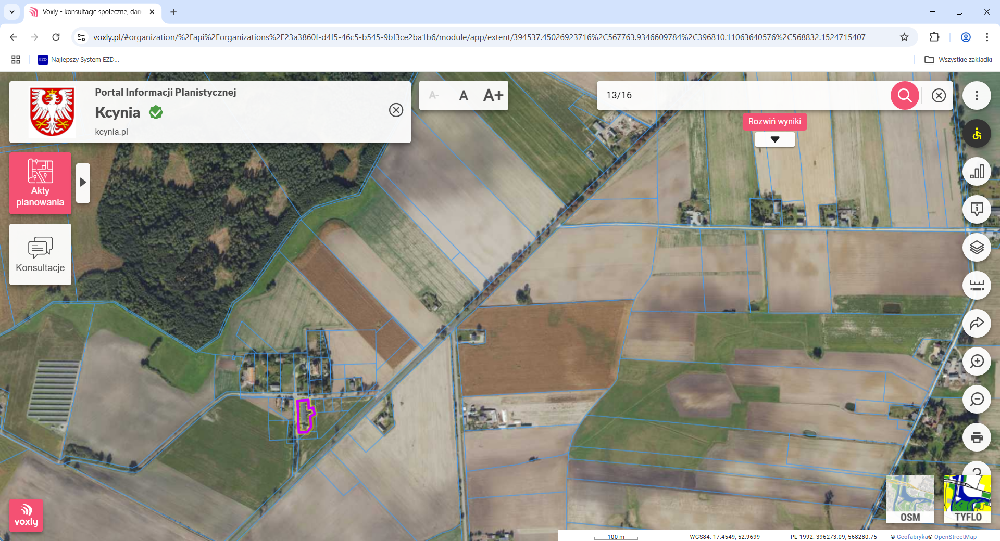 Voxly - konsultacje społeczne, dan
voxly.pl/#organization/%2Fapi%2Forganizations%2F23a3860f-d4f5-46c5-b545-9bf3ce2ba1b6/module/app/extent/394537.45026923716%2C567763.9346609784%2C396810.11063640576%2C568832.1524715407
EZD Najlepszy System EZD...
Wszystkie zakładki
Portal Informacji Planistycznej
Kcynia
kcynia.pl
A- A A+
13/16
Rozwiń wyniki
Akty
planowania
Konsultacje
voxly
OSM
TYFLO
100 m
WGS84: 17.4549, 52.9699
PL-1992: 396273.09, 568280.75
© Geofabryka© OpenStreetMap